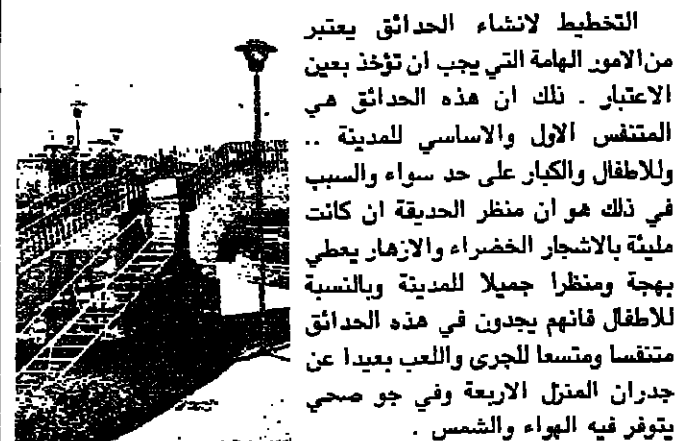 التخطيط لانشاء الحدائق يعتبر
من الامور الهامة التي يجب ان تؤخذ بعين
الاعتبار . ذلك ان هذه الحدائق هي
المتنفس الاول والاساسي للمدينة ..
وللاطفال والكبار على حد سواء والسبب
في ذلك هو ان منظر الحديقة ان كانت
مليئة بالاشجار الخضراء والازهار يعطي
بهجة ومنظرا جميلا للمدينة وبالنسبة
للاطفال فانهم يجدون في هذه الحدائق
متنفسا ومتسعا للجرى واللعب بعيدا عن
جدران المنزل الاربعة وفي جو صحي
يتوفر فيه الهواء والشمس .